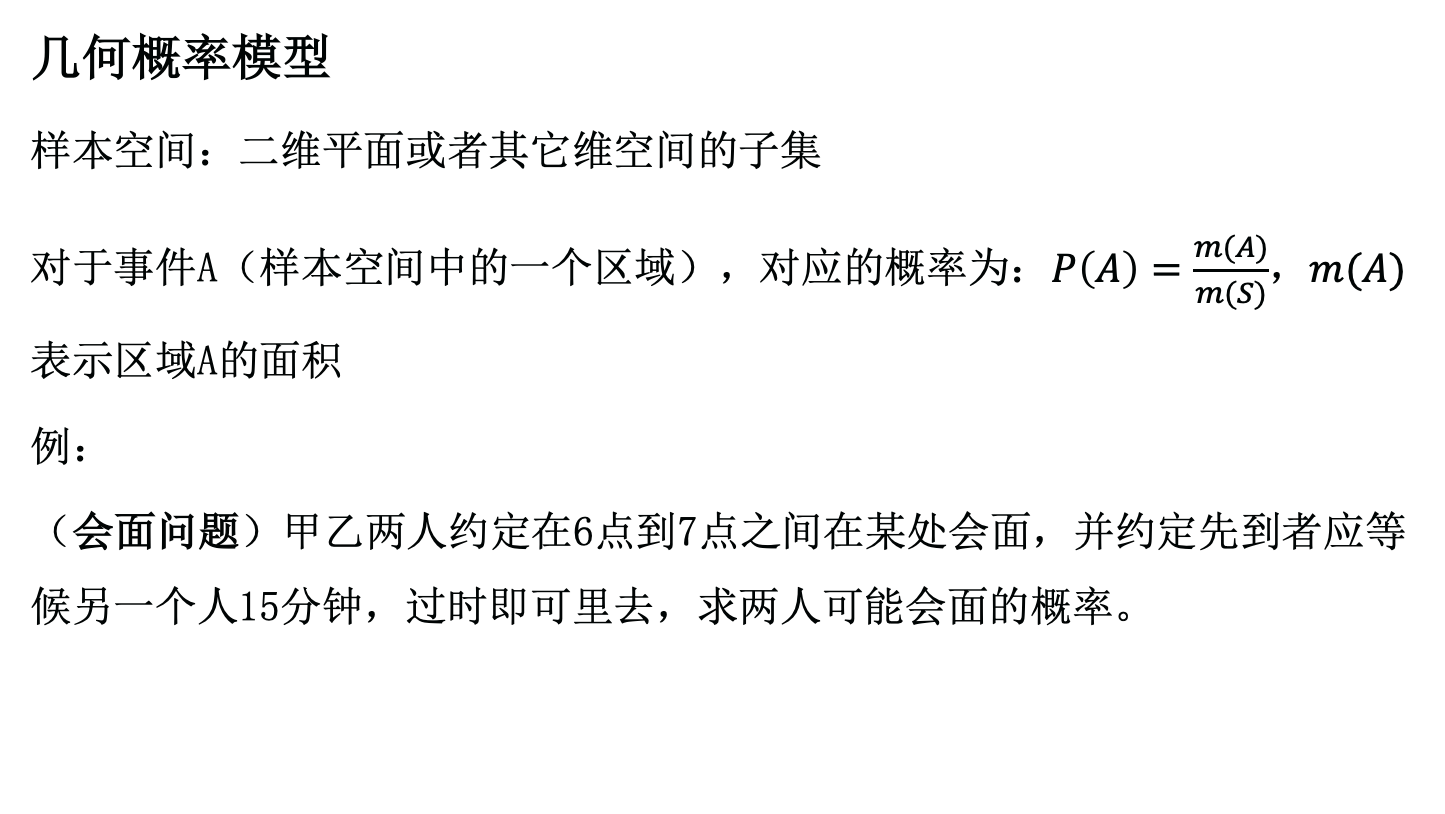 几何概率模型
样本空间：二维平面或者其它维空间的子集
对于事件A（样本空间中的一个区域），对应的概率为：P(A) = m(A)/m(S)，m(A)
表示区域A的面积
例：
（会面问题）甲乙两人约定在6点到7点之间在某处会面，并约定先到者应等
候另一个人15分钟，过时即可里去，求两人可能会面的概率。